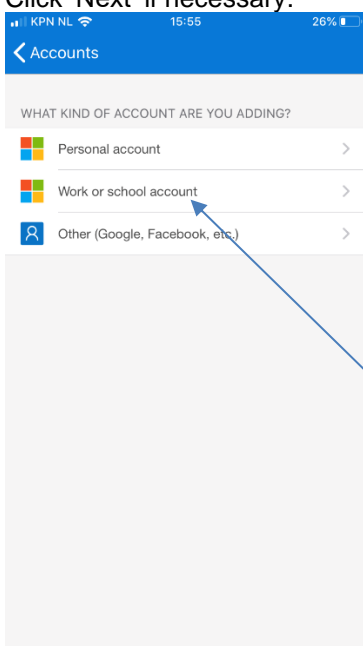 Click 'Next' if necessary.
KPN NL 15:55 26%
Accounts
WHAT KIND OF ACCOUNT ARE YOU ADDING?
Personal account
Work or school account
Other (Google, Facebook, etc.)